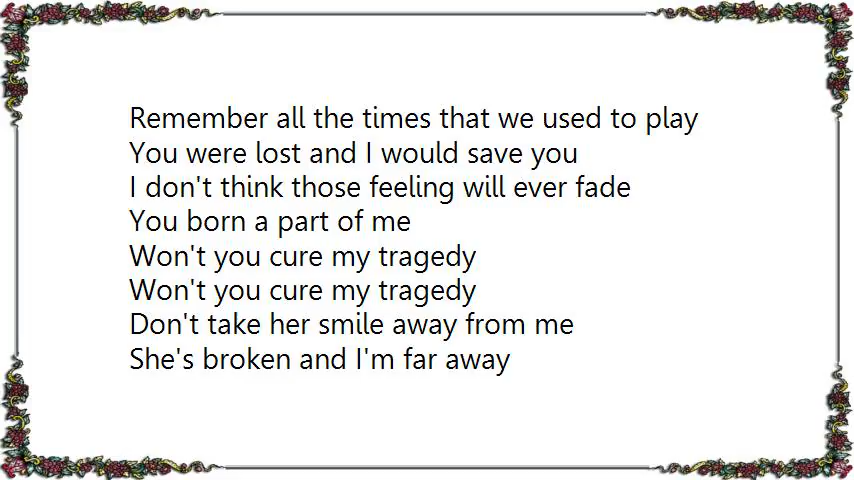 Remember all the times that we used to play
You were lost and I would save you
I don't think those feeling will ever fade
You born a part of me
Won't you cure my tragedy
Won't you cure my tragedy
Don't take her smile away from me
She's broken and I'm far away